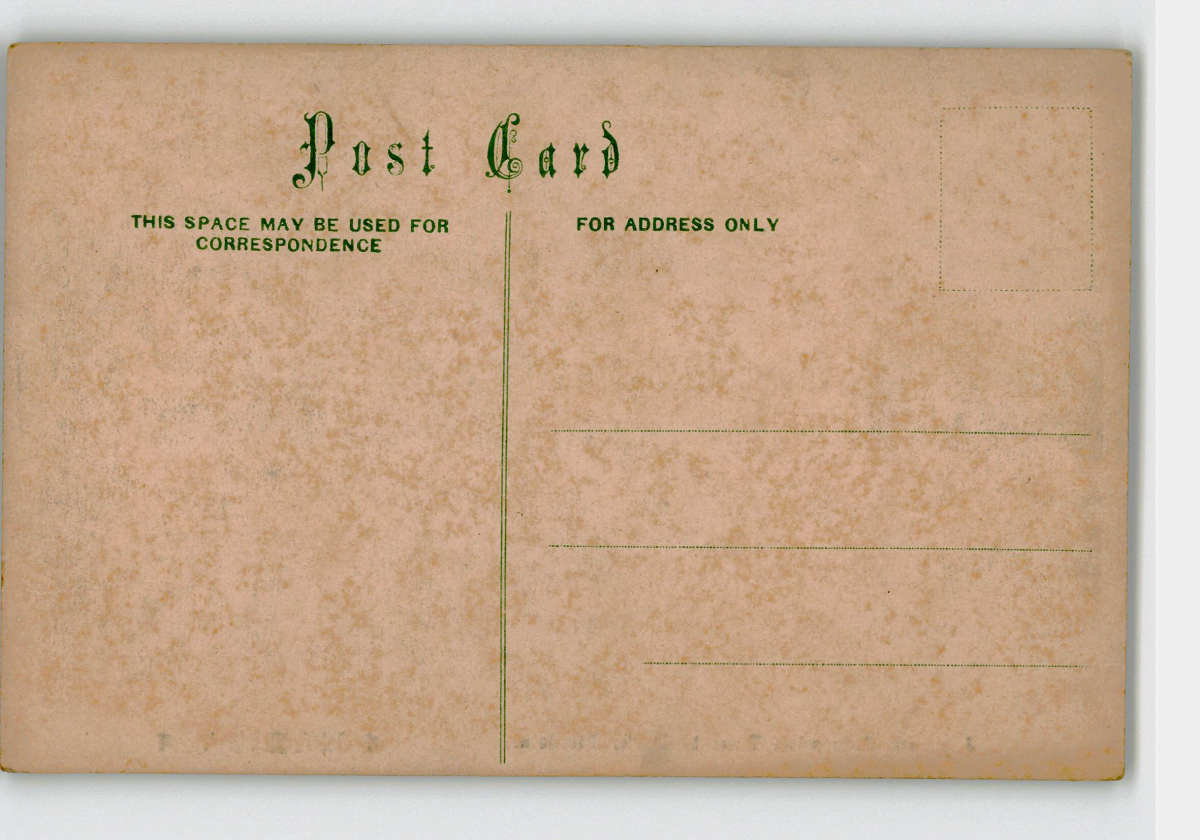 Post Card
THIS SPACE MAY BE USED FOR
CORRESPONDENCE
FOR ADDRESS ONLY